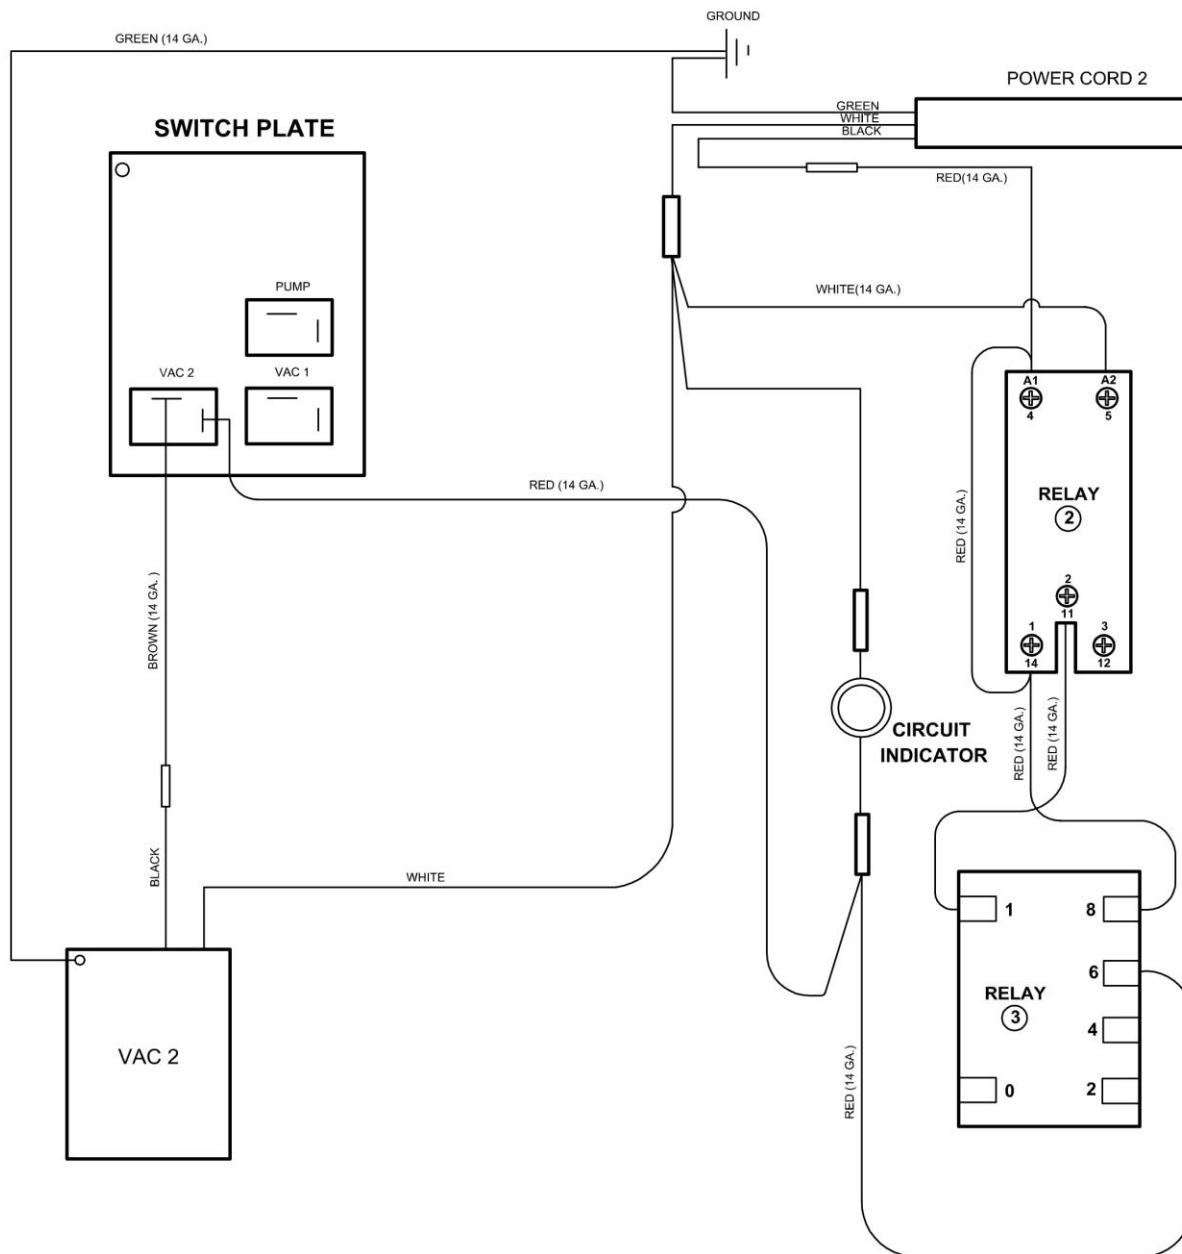 GROUND
GREEN (14 GA.)
POWER CORD 2
GREEN
WHITE
BLACK
SWITCH PLATE
RED(14 GA.)
PUMP
WHITE(14 GA.)
VAC 2
VAC 1
A1
A2
4
5
RED (14 GA.)
RELAY
2
RED (14 GA.)
BROWN (14 GA. )
2
11
1
3
14
12
CIRCUIT
INDICATOR
RED (14 GA.)
RED (14 GA.)
BLACK
WHITE
1
8
6
RELAY
3
4
VAC 2
RED (14 GA.)
0
2